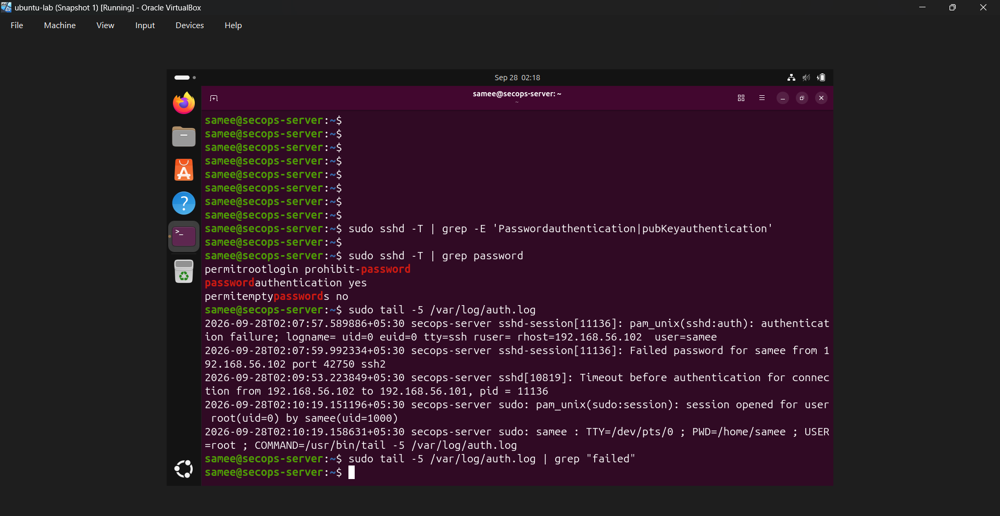 ubuntu-lab (Snapshot 1) [Running] - Oracle VirtualBox
File Machine View Input Devices Help
Sep 28 02:18
samee@secops-server: ~
~
samee@secops-server:~$
samee@secops-server:~$
samee@secops-server:~$
samee@secops-server:~$
samee@secops-server:~$
samee@secops-server:~$
samee@secops-server:~$
samee@secops-server:~$
samee@secops-server:~$ sudo sshd -T | grep -E 'Passwordauthentication|pubKeyauthentication'
samee@secops-server:~$
samee@secops-server:~$ sudo sshd -T | grep password
permitrootlogin prohibit-password
passwordauthentication yes
permitemptypasswords no
samee@secops-server:~$ sudo tail -5 /var/log/auth.log
2026-09-28T02:07:57.589886+05:30 secops-server sshd-session[11136]: pam_unix(sshd:auth): authenticat
ion failure; logname= uid=0 euid=0 tty=ssh ruser= rhost=192.168.56.102  user=samee
2026-09-28T02:07:59.992334+05:30 secops-server sshd-session[11136]: Failed password for samee from 1
92.168.56.102 port 42750 ssh2
2026-09-28T02:09:53.223849+05:30 secops-server sshd[10819]: Timeout before authentication for connec
tion from 192.168.56.102 to 192.168.56.101, pid = 11136
2026-09-28T02:10:19.151196+05:30 secops-server sudo: pam_unix(sudo:session): session opened for user
 root(uid=0) by samee(uid=1000)
2026-09-28T02:10:19.158631+05:30 secops-server sudo: samee : TTY=/dev/pts/0 ; PWD=/home/samee ; USER
=root ; COMMAND=/usr/bin/tail -5 /var/log/auth.log
samee@secops-server:~$ sudo tail -5 /var/log/auth.log | grep "failed"
samee@secops-server:~$